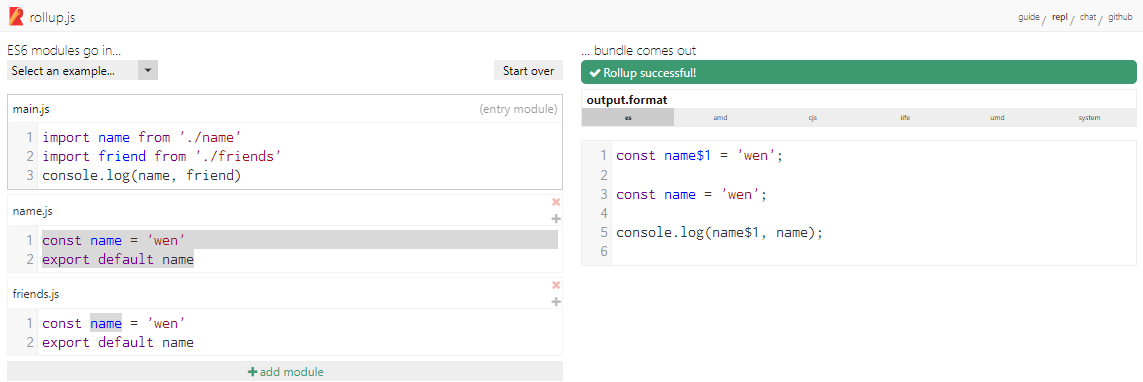 rollup.js
guide / repl / chat / github
ES6 modules go in...
Select an example...
Start over
main.js (entry module)
1 import name from './name'
2 import friend from './friends'
3 console.log(name, friend)
name.js
1 const name = 'wen'
2 export default name
friends.js
1 const name = 'wen'
2 export default name
add module
... bundle comes out
Rollup successful!
output.format
es amd cjs iife umd system
1 const name$1 = 'wen';
2
3 const name = 'wen';
4
5 console.log(name$1, name);
6